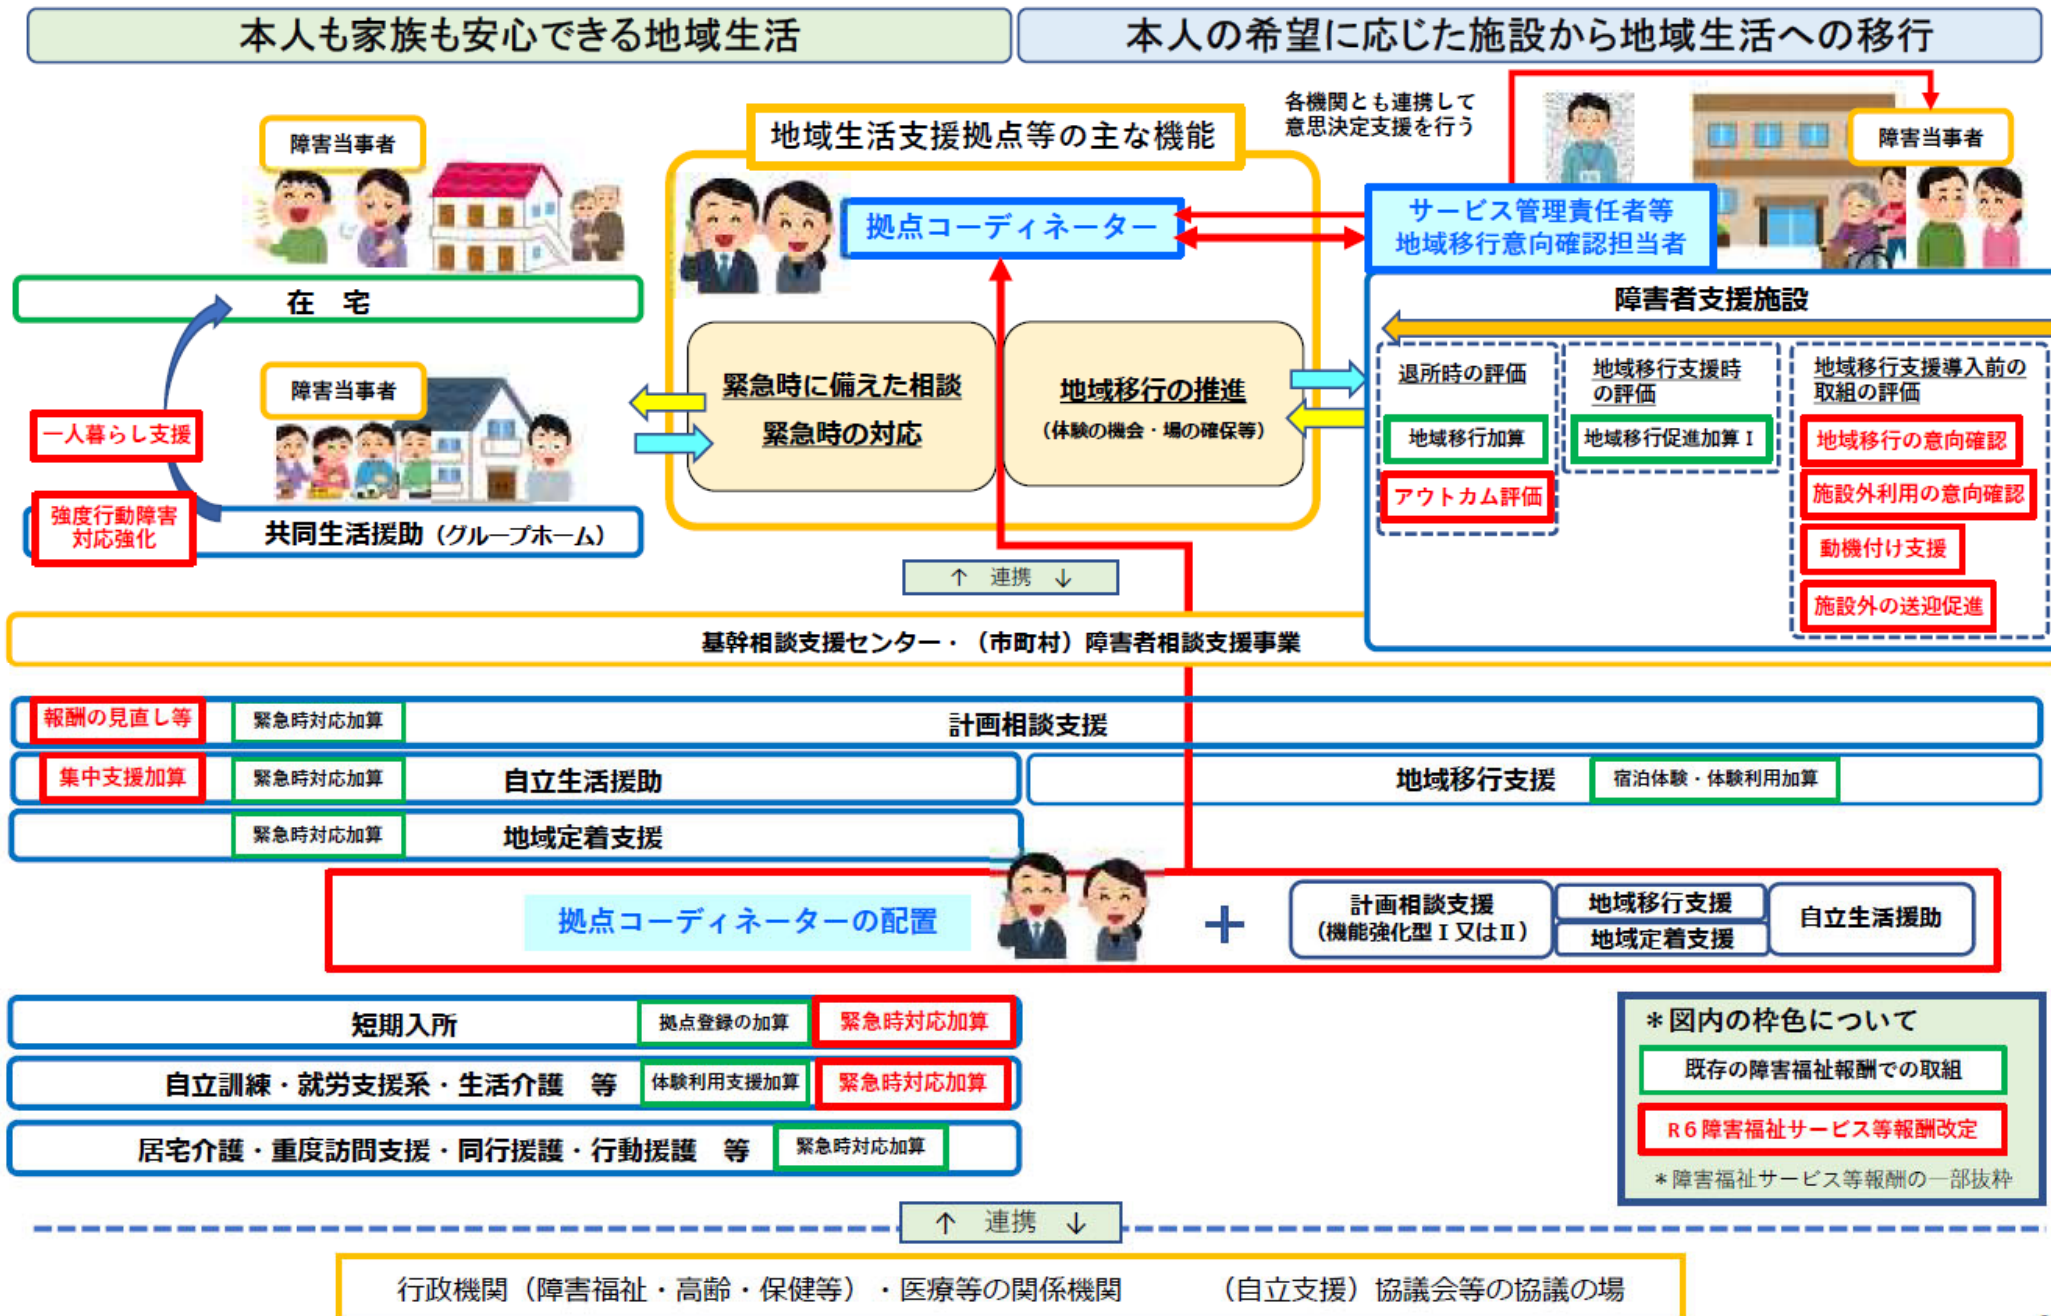 本人も家族も安心できる地域生活
本人の希望に応じた施設から地域生活への移行
障害当事者
在　宅
障害当事者
一人暮らし支援
強度行動障害
対応強化
共同生活援助（グループホーム）
地域生活支援拠点等の主な機能
拠点コーディネーター
緊急時に備えた相談
緊急時の対応
地域移行の推進
（体験の機会・場の確保等）
各機関とも連携して
意思決定支援を行う
障害当事者
サービス管理責任者等
地域移行意向確認担当者
障害者支援施設
退所時の評価
地域移行加算
アウトカム評価
地域移行支援時
の評価
地域移行促進加算Ⅰ
地域移行支援導入前の
取組の評価
地域移行の意向確認
施設外利用の意向確認
動機付け支援
施設外の送迎促進
↑　連携　↓
基幹相談支援センター・（市町村）障害者相談支援事業
報酬の見直し等　緊急時対応加算　計画相談支援
集中支援加算　緊急時対応加算　自立生活援助
地域移行支援　宿泊体験・体験利用加算
緊急時対応加算　地域定着支援
拠点コーディネーターの配置
＋
計画相談支援
（機能強化型Ⅰ又はⅡ）
地域移行支援
地域定着支援
自立生活援助
短期入所　拠点登録の加算　緊急時対応加算
自立訓練・就労支援系・生活介護　等　体験利用支援加算　緊急時対応加算
居宅介護・重度訪問支援・同行援護・行動援護　等　緊急時対応加算
＊図内の枠色について
既存の障害福祉報酬での取組
R６障害福祉サービス等報酬改定
＊障害福祉サービス等報酬の一部抜粋
↑　連携　↓
行政機関（障害福祉・高齢・保健等）・医療等の関係機関　（自立支援）協議会等の協議の場